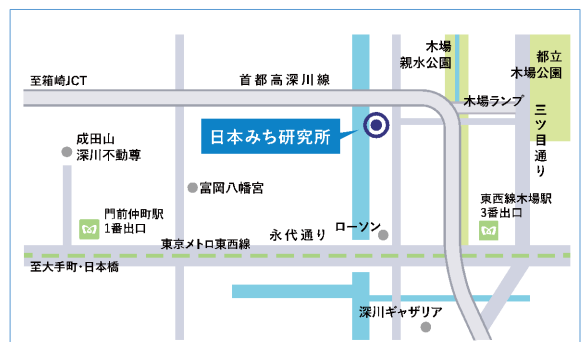 木場
親水公園
都立
木場公園
至箱崎JCT
首都高深川線
木場ランプ
三ツ目通り
日本みち研究所
成田山
深川不動尊
富岡八幡宮
東西線木場駅
3番出口
門前仲町駅
1番出口
永代通り
ローソン
東京メトロ東西線
至大手町・日本橋
深川ギャザリア